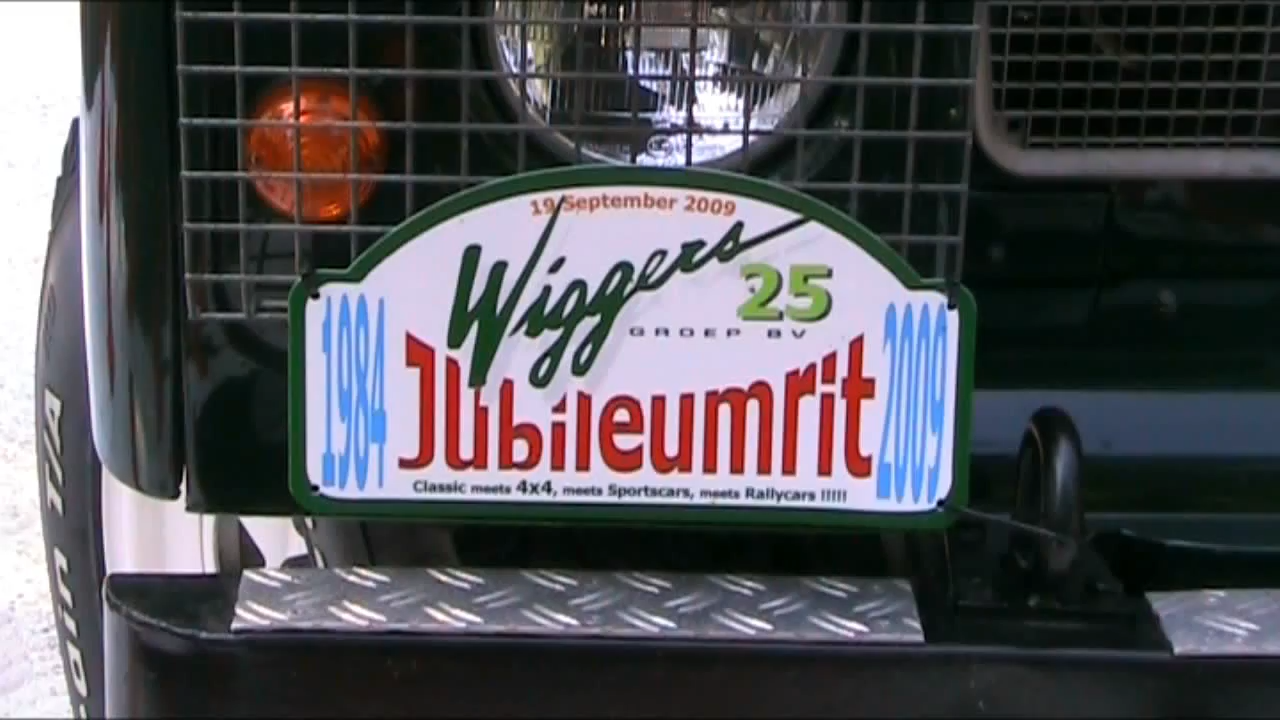 19 September 2009
Wiggers
25
GROEP BV
1984
Jubileumrit
2009
Classic meets 4x4, meets Sportscars, meets Rallycars !!!!!